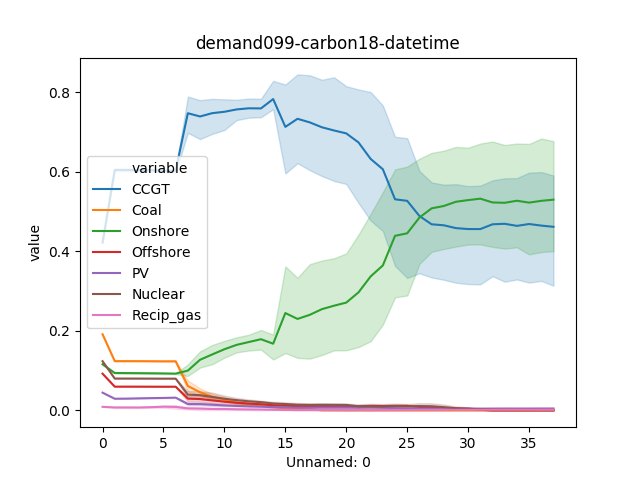 demand099-carbon18-datetime
value
0.8
0.6
0.4
0.2
0.0
variable
CCGT
Coal
Onshore
Offshore
PV
Nuclear
Recip_gas
0 5 10 15 20 25 30 35
Unnamed: 0